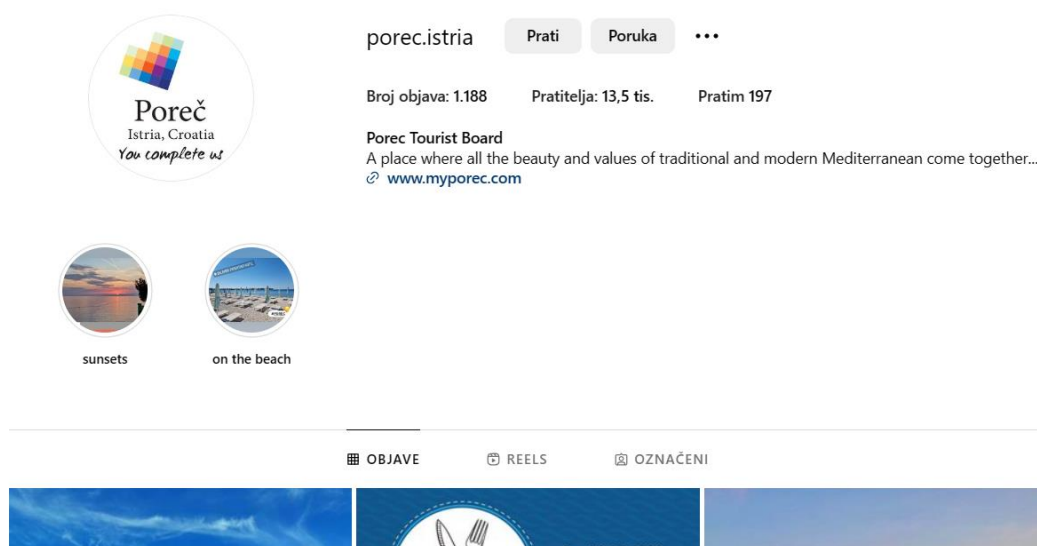 Poreč
Istria, Croatia
You complete us
porec.istria Prati Poruka
Broj objava: 1.188 Pratitelja: 13,5 tis. Pratim 197
Porec Tourist Board
A place where all the beauty and values of traditional and modern Mediterranean come together...
www.myporec.com
sunsets on the beach
OBJAVE REELS OZNAČENI